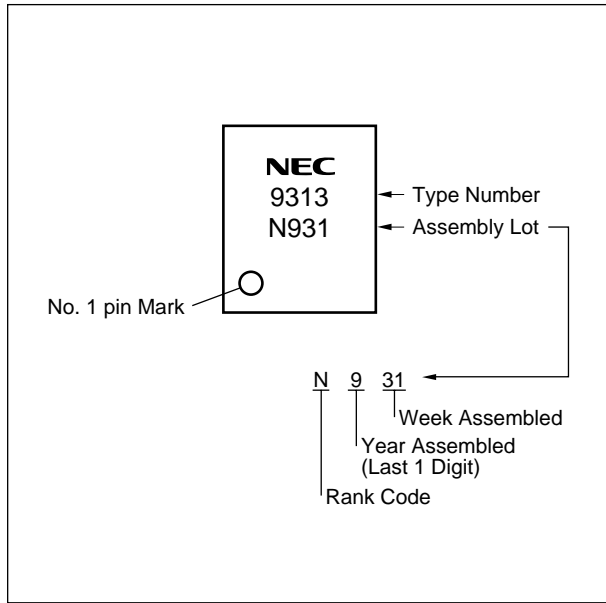 NEC
9313
N931
Type Number
Assembly Lot
No. 1 pin Mark
N 9 31
Week Assembled
Year Assembled
(Last 1 Digit)
Rank Code